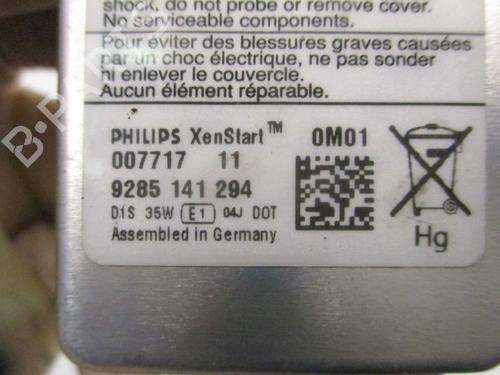 shock, do not probe or remove cover.
No serviceable components.
Pour éviter des blessures graves causées
par un choc électrique, ne pas sonder
ni enlever le couvercle.
Aucun élément réparable.
PHILIPS XenStart™ 0M01
007717 11
9285 141 294
D1S 35W E1 04J DOT
Assembled in Germany
Hg
B-PARTS